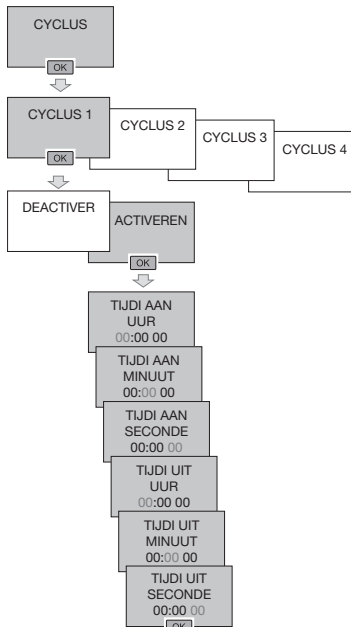 CYCLUS
OK
CYCLUS 1
CYCLUS 2
CYCLUS 3
CYCLUS 4
OK
DEACTIVER
ACTIVEREN
OK
TIJDI AAN
UUR
00:00 00
TIJDI AAN
MINUUT
00:00 00
TIJDI AAN
SECONDE
00:00 00
TIJDI UIT
UUR
00:00 00
TIJDI UIT
MINUUT
00:00 00
TIJDI UIT
SECONDE
00:00 00
OK